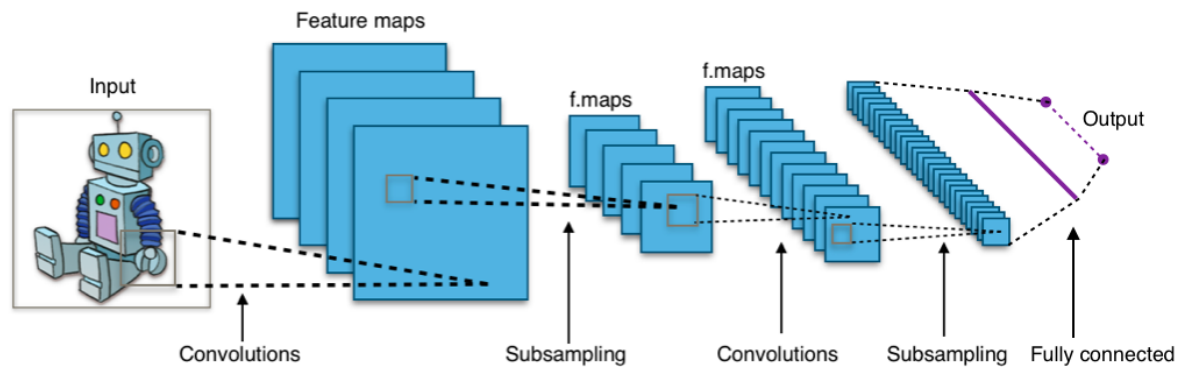 Feature maps
f.maps
Input
f.maps
Output
Convolutions
Subsampling
Convolutions
Subsampling
Fully connected